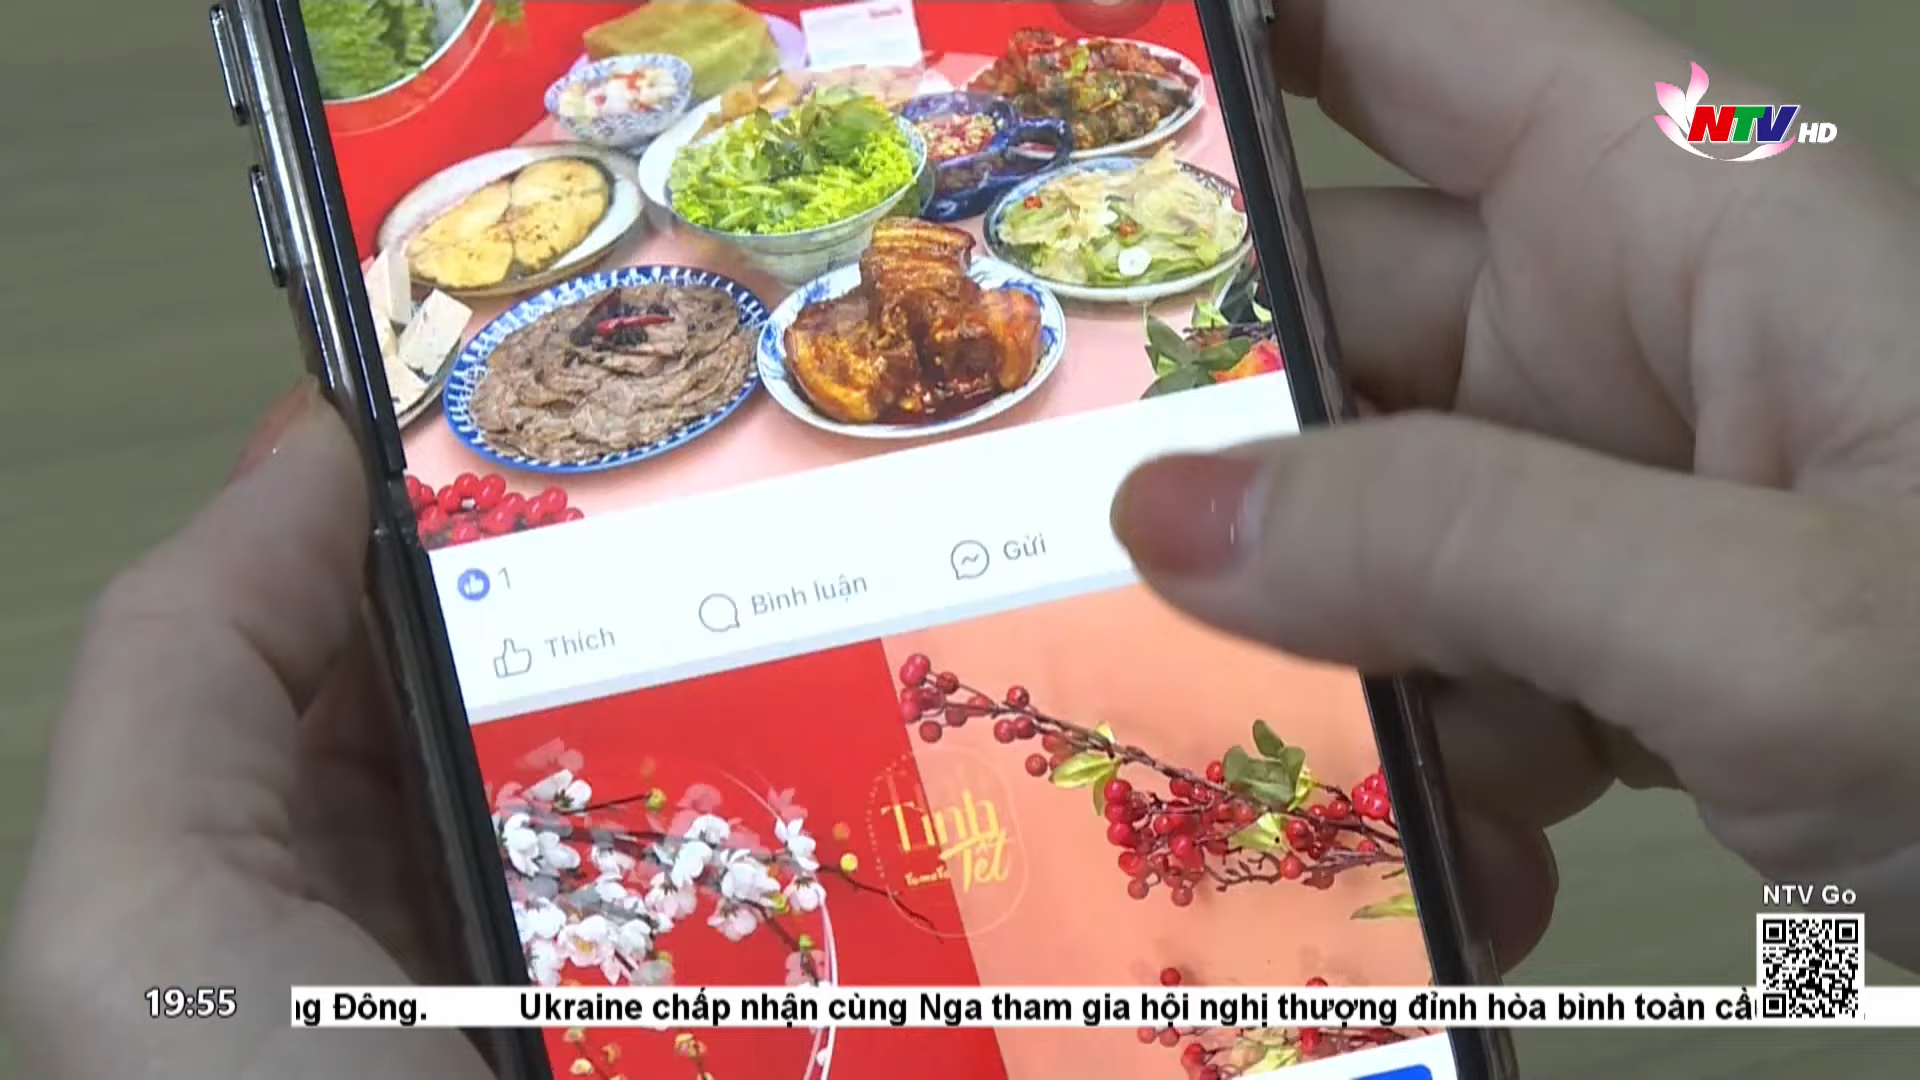 NTV HD
1
Thích
Bình luận
Gửi
Tình
Tết
NTV Go
19:55
ng Đông. Ukraine chấp nhận cùng Nga tham gia hội nghị thượng đỉnh hòa bình toàn cầu